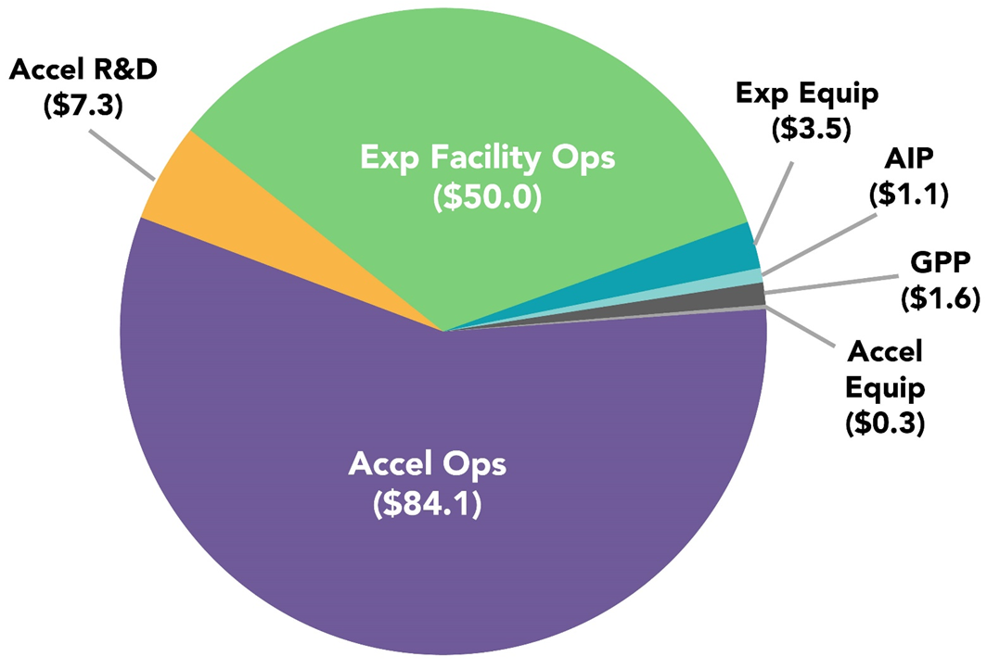 Accel R&D
($7.3)
Exp Facility Ops
($50.0)
Exp Equip
($3.5)
AIP
($1.1)
GPP
($1.6)
Accel
Equip
($0.3)
Accel Ops
($84.1)